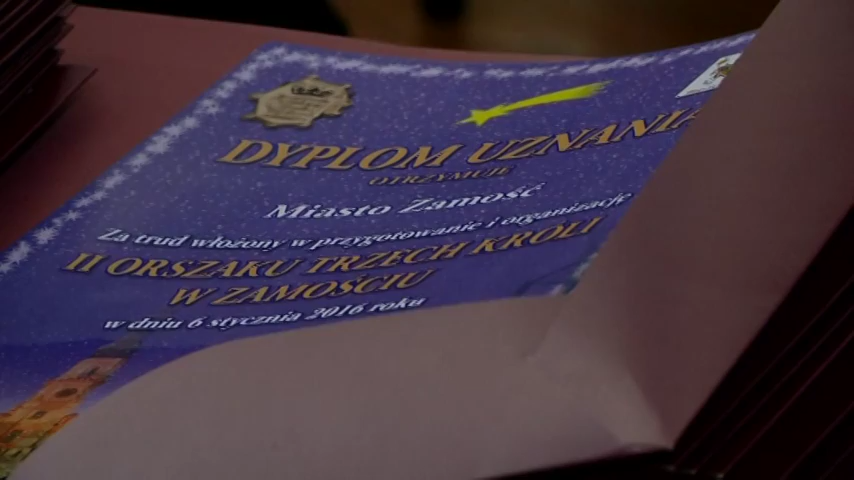 DYPLOM UZNANIA
OTRZYMUJE
Miasto Zamość
Za trud włożony w przygotowanie i organizację
II ORSZAKU TRZECH KRÓLI
W ZAMOŚCIU
w dniu 6 stycznia 2016 roku